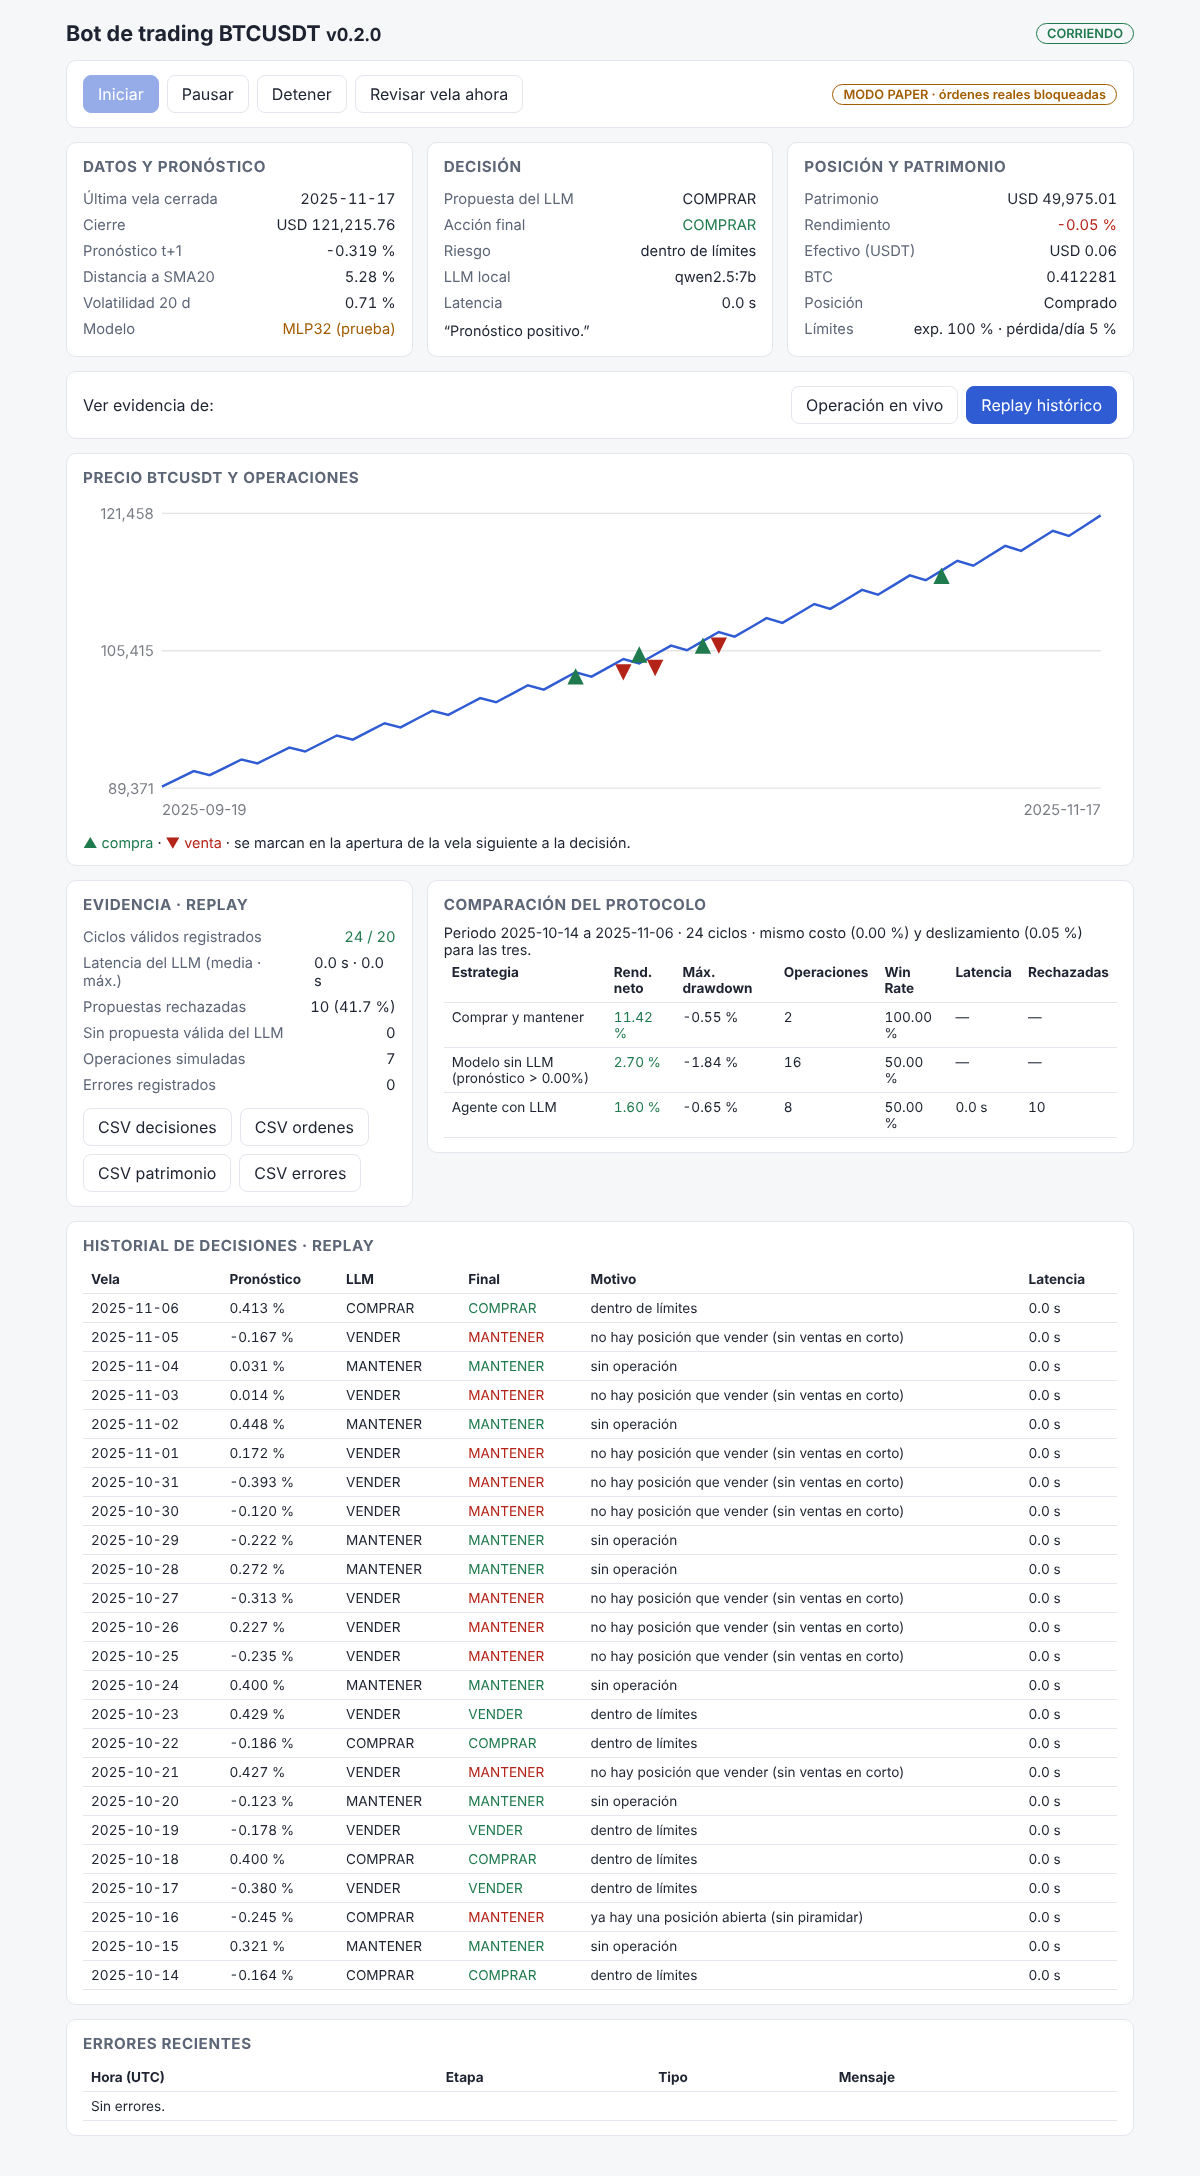 Bot de trading BTCUSDT v0.2.0
CORRIENDO
Iniciar
Pausar
Detener
Revisar vela ahora
MODO PAPER · órdenes reales bloqueadas
DATOS Y PRONÓSTICO
Última vela cerrada 2025-11-17
Cierre USD 121,215.76
Pronóstico t+1 -0.319 %
Distancia a SMA20 5.28 %
Volatilidad 20 d 0.71 %
Modelo MLP32 (prueba)
DECISIÓN
Propuesta del LLM COMPRAR
Acción final COMPRAR
Riesgo dentro de límites
LLM local qwen2.5:7b
Latencia 0.0 s
“Pronóstico positivo.”
POSICIÓN Y PATRIMONIO
Patrimonio USD 49,975.01
Rendimiento -0.05 %
Efectivo (USDT) USD 0.06
BTC 0.412281
Posición Comprado
Límites exp. 100 % · pérdida/día 5 %
Ver evidencia de:
Operación en vivo
Replay histórico
PRECIO BTCUSDT Y OPERACIONES
121,458
105,415
89,371
2025-09-19 2025-11-17
▲ compra · ▼ venta · se marcan en la apertura de la vela siguiente a la decisión.
EVIDENCIA · REPLAY
Ciclos válidos registrados 24 / 20
Latencia del LLM (media · 0.0 s · 0.0
máx.) s
Propuestas rechazadas 10 (41.7 %)
Sin propuesta válida del LLM 0
Operaciones simuladas 7
Errores registrados 0
CSV decisiones
CSV ordenes
CSV patrimonio
CSV errores
COMPARACIÓN DEL PROTOCOLO
Periodo 2025-10-14 a 2025-11-06 · 24 ciclos · mismo costo (0.00 %) y deslizamiento (0.05 %)
para las tres.
Estrategia Rend. Máx. Operaciones Win Latencia Rechazadas
neto drawdown Rate
Comprar y mantener 11.42 -0.55 % 2 100.00 — —
% %
Modelo sin LLM 2.70 % -1.84 % 16 50.00 — —
(pronóstico > 0.00%) %
Agente con LLM 1.60 % -0.65 % 8 50.00 0.0 s 10
%
HISTORIAL DE DECISIONES · REPLAY
Vela Pronóstico LLM Final Motivo Latencia
2025-11-06 0.413 % COMPRAR COMPRAR dentro de límites 0.0 s
2025-11-05 -0.167 % VENDER MANTENER no hay posición que vender (sin ventas en corto) 0.0 s
2025-11-04 0.031 % MANTENER MANTENER sin operación 0.0 s
2025-11-03 0.014 % VENDER MANTENER no hay posición que vender (sin ventas en corto) 0.0 s
2025-11-02 0.448 % MANTENER MANTENER sin operación 0.0 s
2025-11-01 0.172 % VENDER MANTENER no hay posición que vender (sin ventas en corto) 0.0 s
2025-10-31 -0.393 % VENDER MANTENER no hay posición que vender (sin ventas en corto) 0.0 s
2025-10-30 -0.120 % VENDER MANTENER no hay posición que vender (sin ventas en corto) 0.0 s
2025-10-29 -0.222 % MANTENER MANTENER sin operación 0.0 s
2025-10-28 0.272 % MANTENER MANTENER sin operación 0.0 s
2025-10-27 -0.313 % VENDER MANTENER no hay posición que vender (sin ventas en corto) 0.0 s
2025-10-26 0.227 % VENDER MANTENER no hay posición que vender (sin ventas en corto) 0.0 s
2025-10-25 -0.235 % VENDER MANTENER no hay posición que vender (sin ventas en corto) 0.0 s
2025-10-24 0.400 % MANTENER MANTENER sin operación 0.0 s
2025-10-23 0.429 % VENDER VENDER dentro de límites 0.0 s
2025-10-22 -0.186 % COMPRAR COMPRAR dentro de límites 0.0 s
2025-10-21 0.427 % VENDER MANTENER no hay posición que vender (sin ventas en corto) 0.0 s
2025-10-20 -0.123 % MANTENER MANTENER sin operación 0.0 s
2025-10-19 -0.178 % VENDER VENDER dentro de límites 0.0 s
2025-10-18 0.400 % COMPRAR COMPRAR dentro de límites 0.0 s
2025-10-17 -0.380 % VENDER VENDER dentro de límites 0.0 s
2025-10-16 -0.245 % COMPRAR MANTENER ya hay una posición abierta (sin piramidar) 0.0 s
2025-10-15 0.321 % MANTENER MANTENER sin operación 0.0 s
2025-10-14 -0.164 % COMPRAR COMPRAR dentro de límites 0.0 s
ERRORES RECIENTES
Hora (UTC) Etapa Tipo Mensaje
Sin errores.